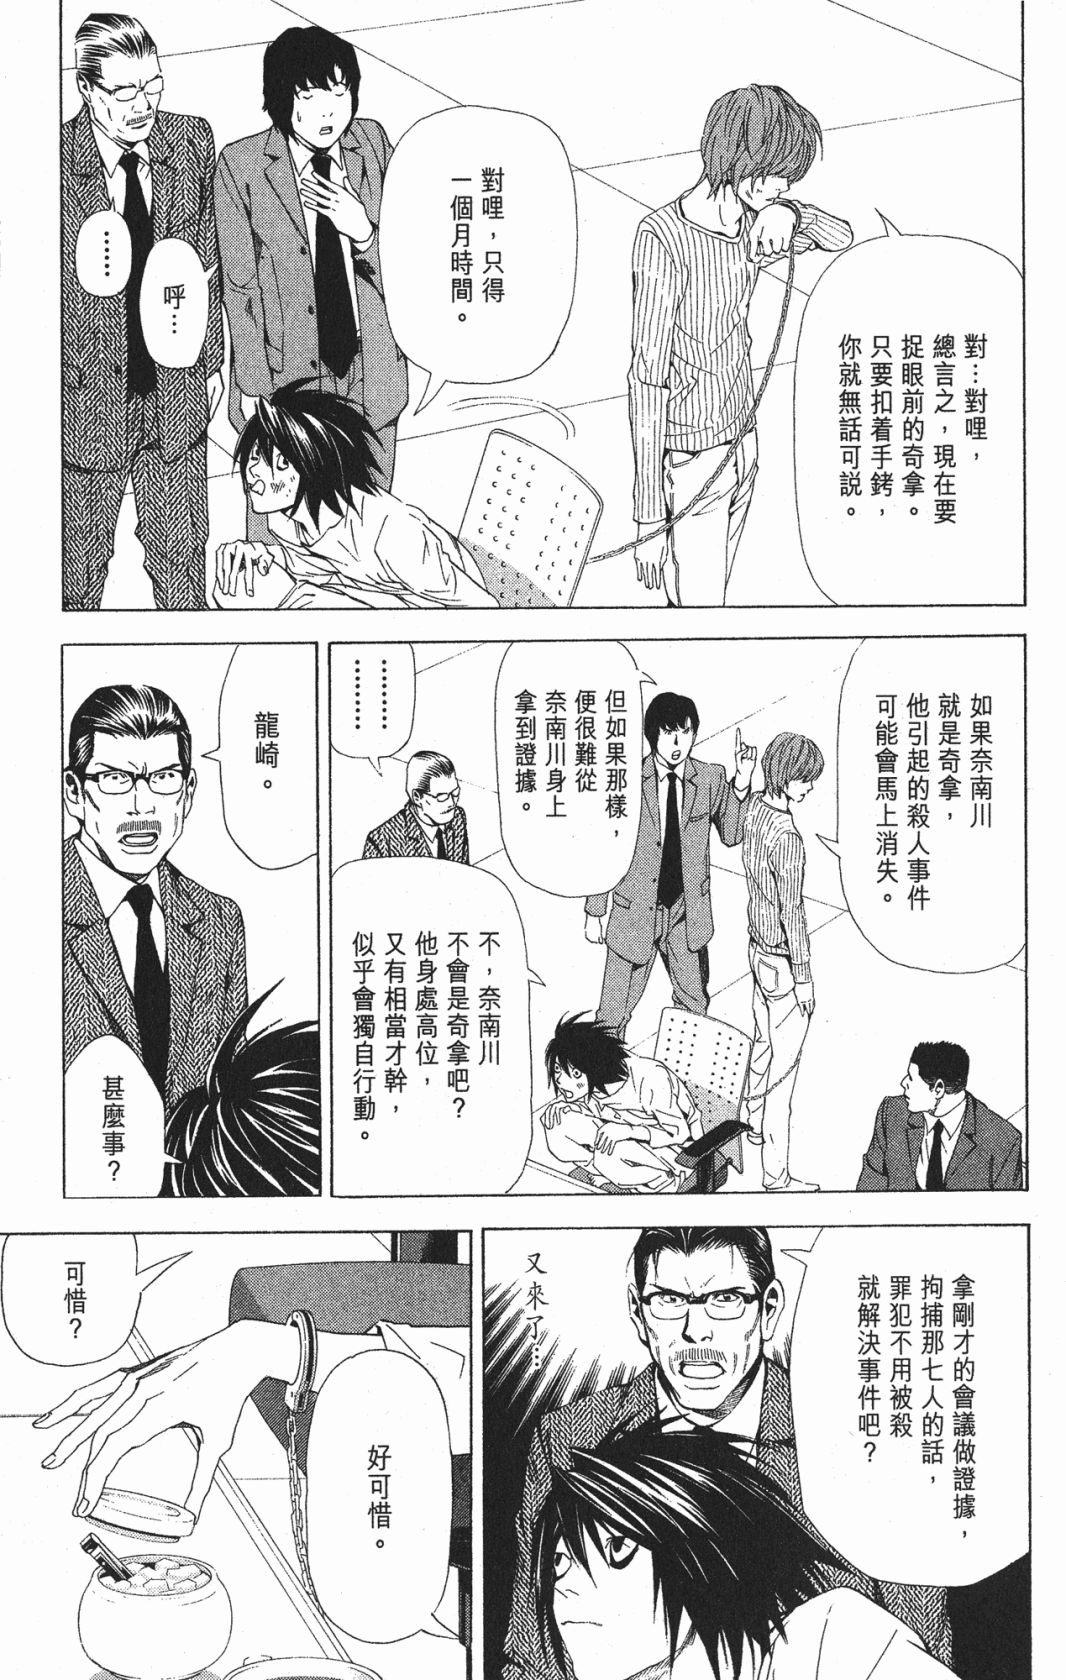 對…對哩，
總言之，現在要
捉眼前的奇拿。
只要扣着手銬，
你就無話可説。
對哩，只得
一個月時間。
呼…
……
如果奈南川
就是奇拿，
他引起的殺人事件
可能會馬上消失。
但如果那樣，
便很難從
奈南川身上
拿到證據。
不，奈南川
不會是奇拿吧？
他身處高位，
又有相當才幹，
似乎會獨自行動。
………
………
龍崎。
甚麼事？
拿剛才的會議做證據，
拘捕那七人的話，
罪犯不用被殺
就解決事件吧？
又來了…
好可惜。
可惜？